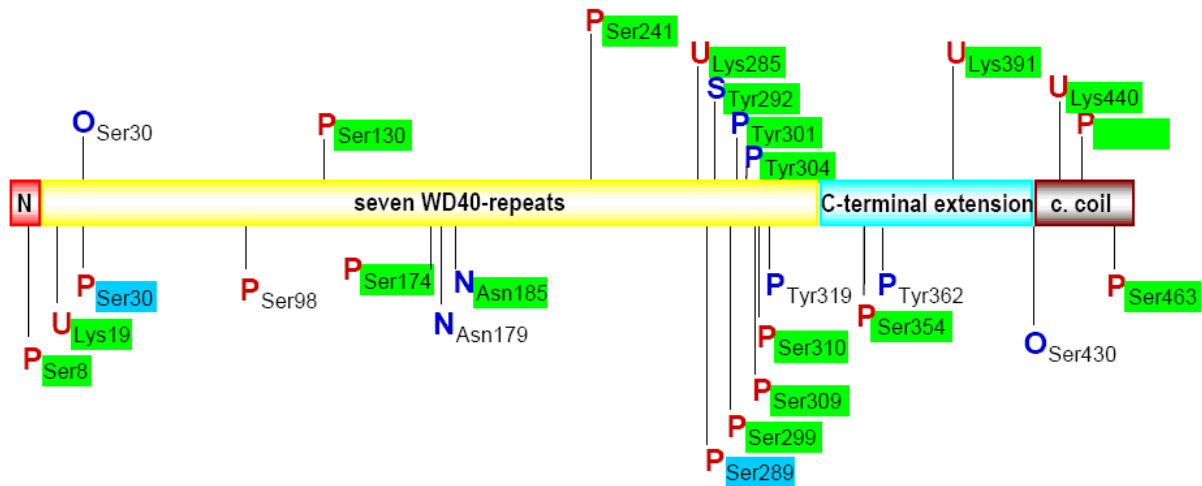 P Ser241
U Lys285
U Lys391
S Tyr292
U Lys440
O Ser30
P Ser130
P Tyr301
P
P Tyr304
N
seven WD40-repeats
C-terminal extension
c. coil
P Ser30
P Ser98
P Ser174
N Asn185
P Tyr319
P Tyr362
P Ser463
U Lys19
N Asn179
P Ser310
P Ser354
O Ser430
P Ser8
P Ser309
P Ser299
P Ser289